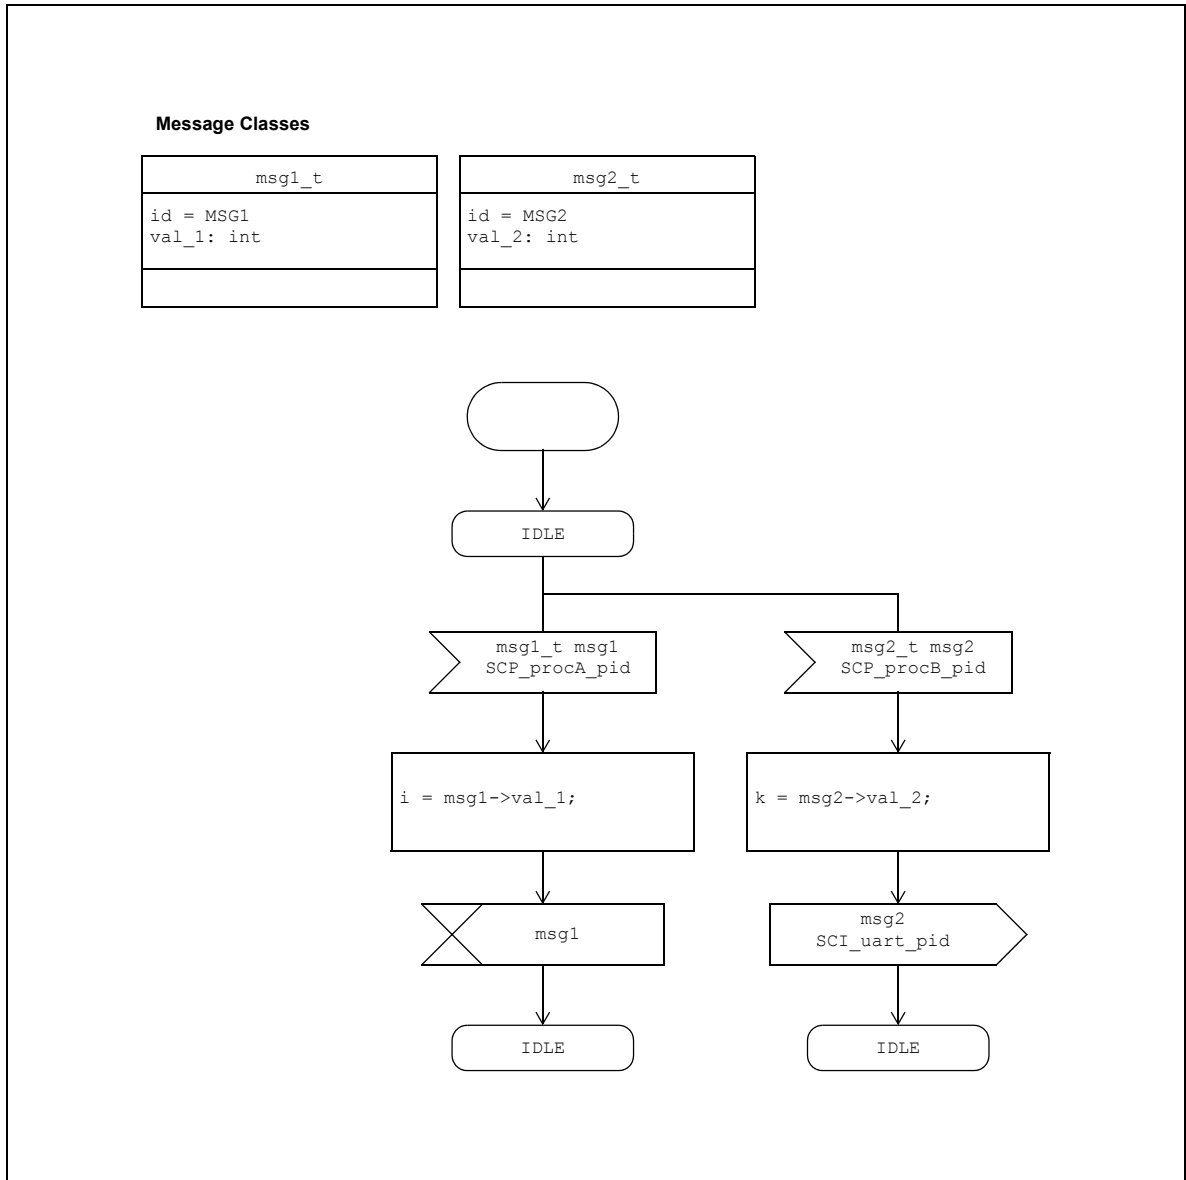 Message Classes
msg1_t
id = MSG1
val_1: int
msg2_t
id = MSG2
val_2: int
IDLE
msg1_t msg1
SCP_procA_pid
msg2_t msg2
SCP_procB_pid
i = msg1->val_1;
k = msg2->val_2;
msg1
msg2
SCI_uart_pid
IDLE
IDLE